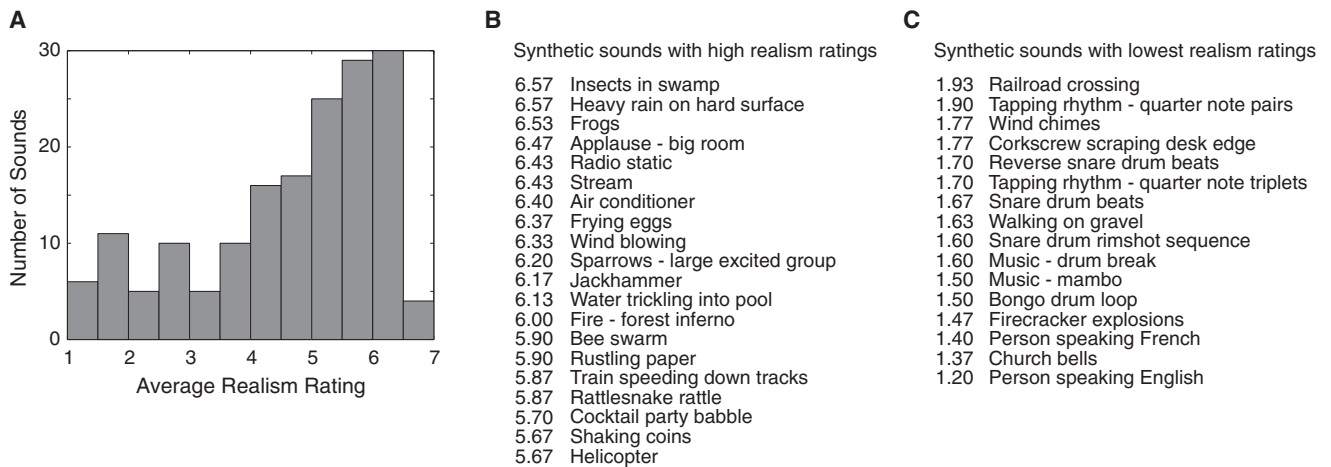 A
30
20
10
0
Number of Sounds
1 2 3 4 5 6 7
Average Realism Rating
B
Synthetic sounds with high realism ratings
6.57 Insects in swamp
6.57 Heavy rain on hard surface
6.53 Frogs
6.47 Applause - big room
6.43 Radio static
6.43 Stream
6.40 Air conditioner
6.37 Frying eggs
6.33 Wind blowing
6.20 Sparrows - large excited group
6.17 Jackhammer
6.13 Water trickling into pool
6.00 Fire - forest inferno
5.90 Bee swarm
5.90 Rustling paper
5.87 Train speeding down tracks
5.87 Rattlesnake rattle
5.70 Cocktail party babble
5.67 Shaking coins
5.67 Helicopter
C
Synthetic sounds with lowest realism ratings
1.93 Railroad crossing
1.90 Tapping rhythm - quarter note pairs
1.77 Wind chimes
1.77 Corkscrew scraping desk edge
1.70 Reverse snare drum beats
1.70 Tapping rhythm - quarter note triplets
1.67 Snare drum beats
1.63 Walking on gravel
1.60 Snare drum rimshot sequence
1.60 Music - drum break
1.50 Music - mambo
1.50 Bongo drum loop
1.47 Firecracker explosions
1.40 Person speaking French
1.37 Church bells
1.20 Person speaking English